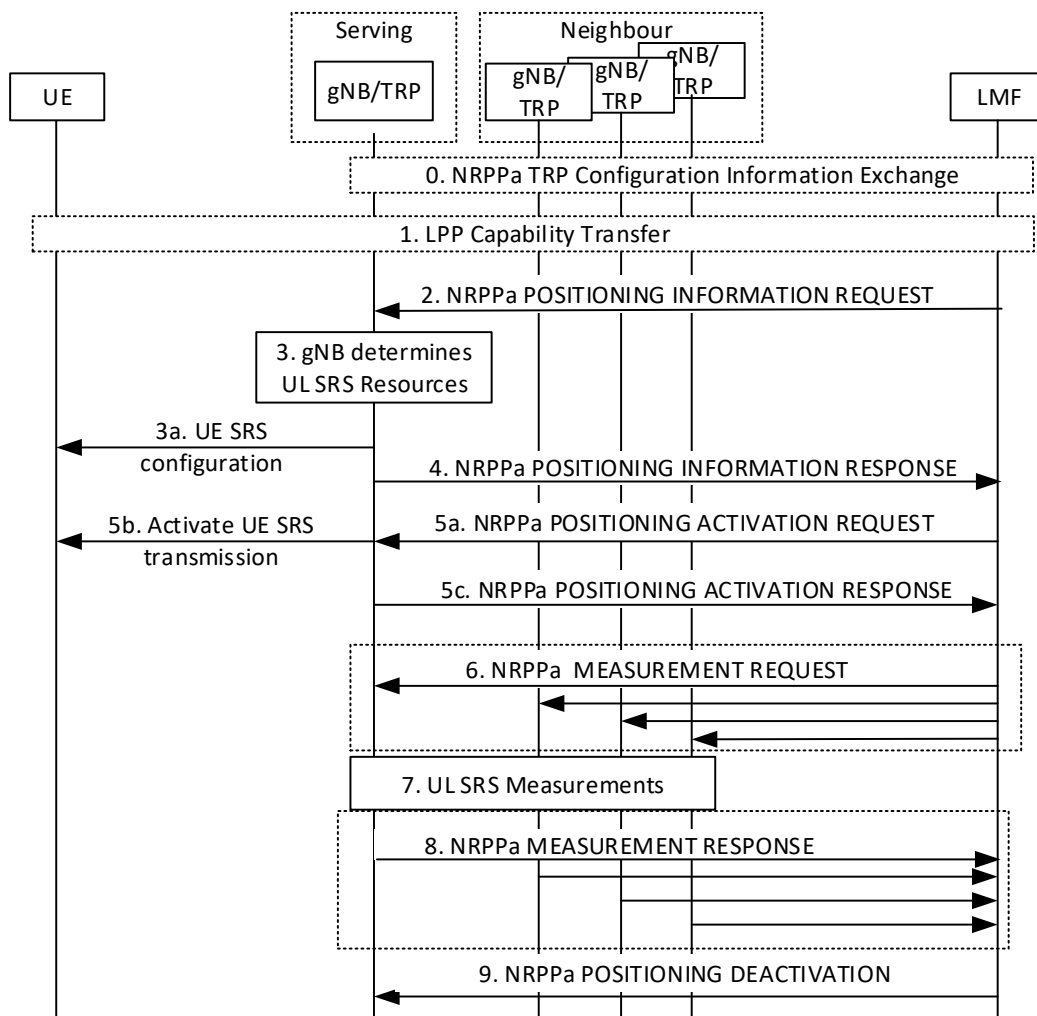 Serving
Neighbour
UE
gNB/TRP
gNB/
TRP
gNB/
TRP
gNB/
TRP
LMF
0. NRPPa TRP Configuration Information Exchange
1. LPP Capability Transfer
2. NRPPa POSITIONING INFORMATION REQUEST
3. gNB determines
UL SRS Resources
3a. UE SRS
configuration
4. NRPPa POSITIONING INFORMATION RESPONSE
5b. Activate UE SRS
transmission
5a. NRPPa POSITIONING ACTIVATION REQUEST
5c. NRPPa POSITIONING ACTIVATION RESPONSE
6. NRPPa  MEASUREMENT REQUEST
7. UL SRS Measurements
8. NRPPa MEASUREMENT RESPONSE
9. NRPPa POSITIONING DEACTIVATION